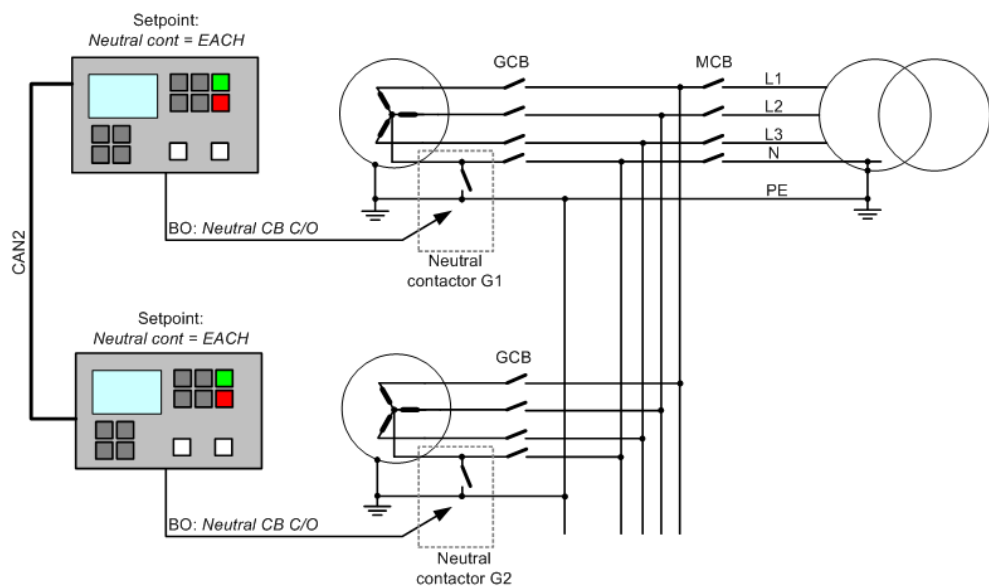 Setpoint:
Neutral cont = EACH
GCB
MCB
L1
L2
L3
N
PE
BO: Neutral CB C/O
Neutral
contactor G1
CAN2
Setpoint:
Neutral cont = EACH
GCB
BO: Neutral CB C/O
Neutral
contactor G2